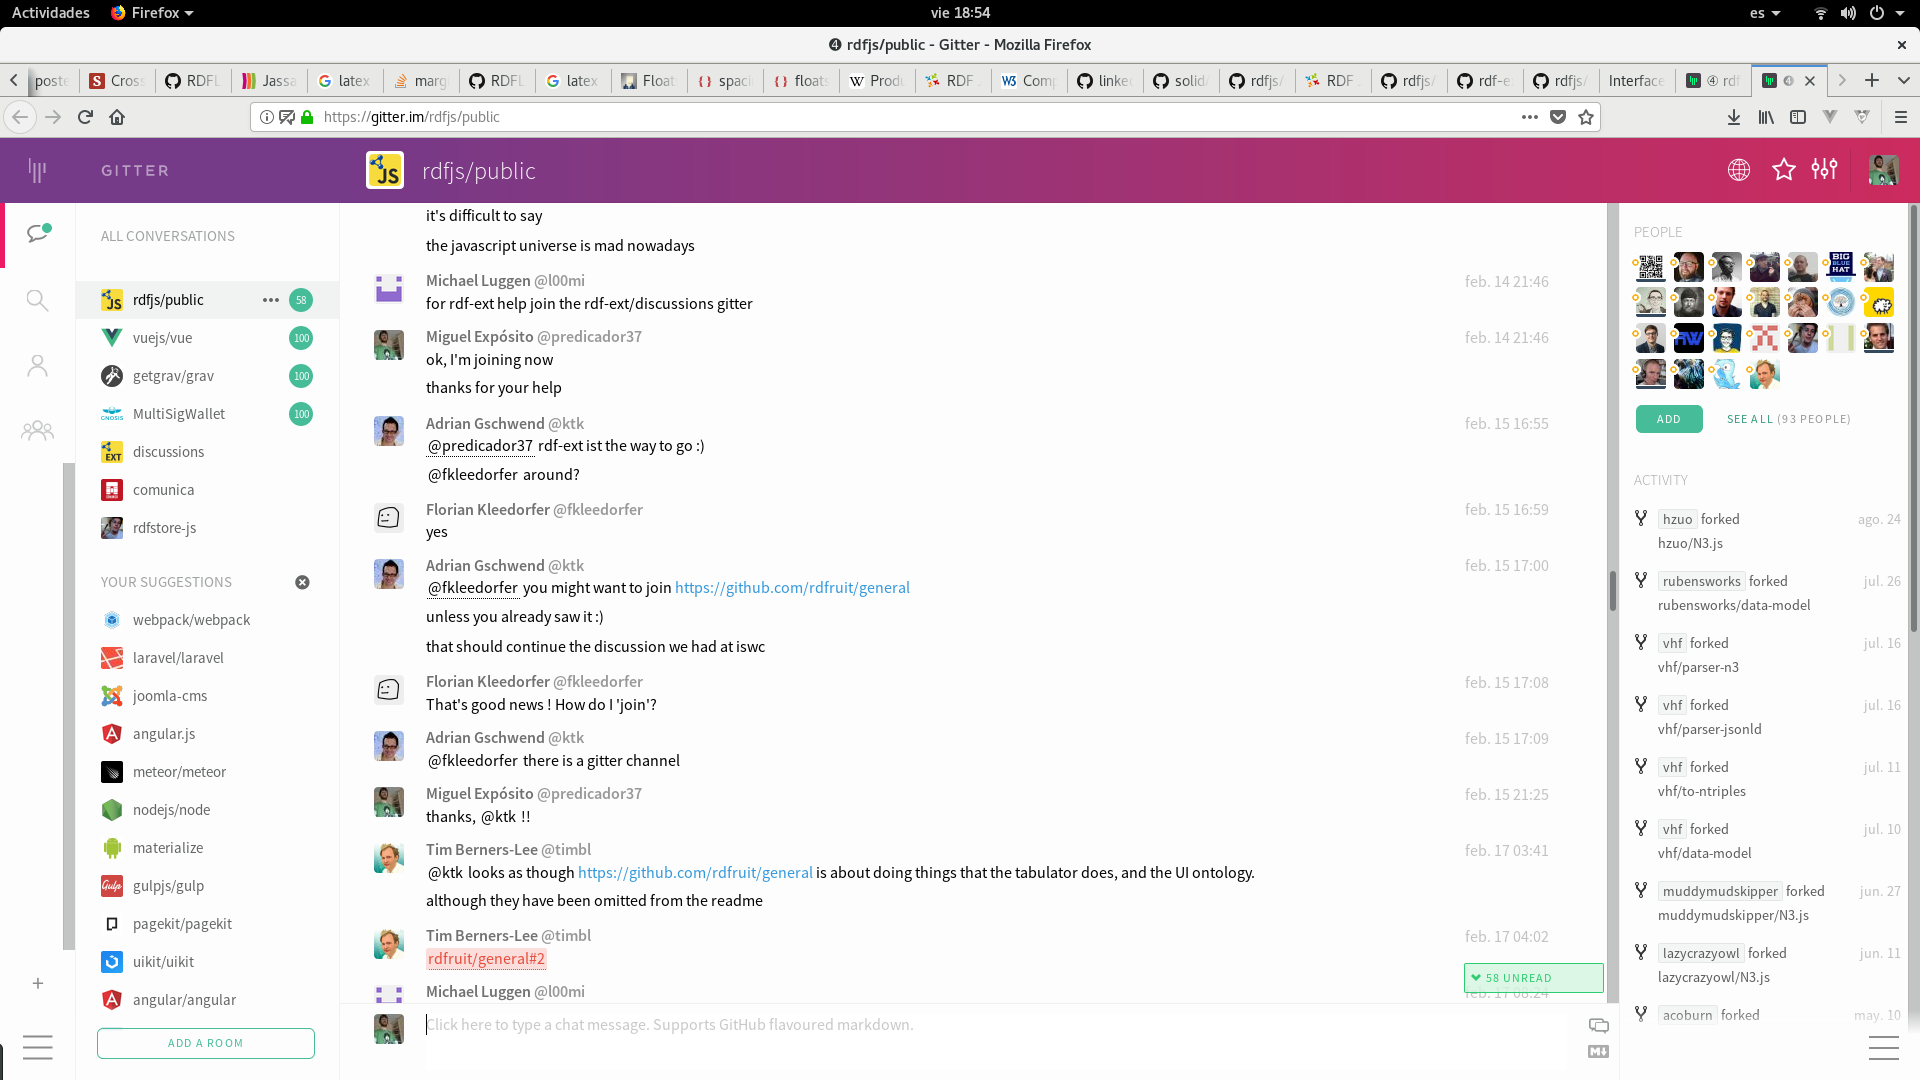 Actividades
Firefox
vie 18:54
es
④ rdfjs/public - Gitter - Mozilla Firefox
poste
Cross
RDFL
Jassa
latex
marg
RDFL
latex
Float
spaci
floats
Produ
RDF
Comp
linked
solid/
rdfjs/
RDF
rdfjs/
rdf-e
rdfjs/
Interface
④ rdf
④
https://gitter.im/rdfjs/public
GITTER
rdfjs/public
ALL CONVERSATIONS
rdfjs/public
58
vuejs/vue
100
getgrav/grav
100
MultiSigWallet
100
discussions
comunica
rdfstore-js
YOUR SUGGESTIONS
webpack/webpack
laravel/laravel
joomla-cms
angular.js
meteor/meteor
nodejs/node
materialize
gulpjs/gulp
pagekit/pagekit
uikit/uikit
angular/angular
ADD A ROOM
it's difficult to say
the javascript universe is mad nowadays
Michael Luggen @l00mi
feb. 14 21:46
for rdf-ext help join the rdf-ext/discussions gitter
Miguel Expósito @predicador37
feb. 14 21:46
ok, I'm joining now
thanks for your help
Adrian Gschwend @ktk
feb. 15 16:55
@predicador37 rdf-ext ist the way to go :)
@fkleedorfer around?
Florian Kleedorfer @fkleedorfer
feb. 15 16:59
yes
Adrian Gschwend @ktk
feb. 15 17:00
@fkleedorfer you might want to join https://github.com/rdfruit/general
unless you already saw it :)
that should continue the discussion we had at iswc
Florian Kleedorfer @fkleedorfer
feb. 15 17:08
That's good news ! How do I 'join'?
Adrian Gschwend @ktk
feb. 15 17:09
@fkleedorfer there is a gitter channel
Miguel Expósito @predicador37
feb. 15 21:25
thanks, @ktk !!
Tim Berners-Lee @timbl
feb. 17 03:41
@ktk looks as though https://github.com/rdfruit/general is about doing things that the tabulator does, and the UI ontology.
although they have been omitted from the readme
Tim Berners-Lee @timbl
feb. 17 04:02
rdfruit/general#2
58 UNREAD
Michael Luggen @l00mi
feb. 17 08:24
Click here to type a chat message. Supports GitHub flavoured markdown.
PEOPLE
BIG BLUE HAT
ADD
SEE ALL (93 PEOPLE)
ACTIVITY
hzuo forked
ago. 24
hzuo/N3.js
rubensworks forked
jul. 26
rubensworks/data-model
vhf forked
jul. 16
vhf/parser-n3
vhf forked
jul. 16
vhf/parser-jsonld
vhf forked
jul. 11
vhf/to-ntriples
vhf forked
jul. 10
vhf/data-model
muddymudskipper forked
jun. 27
muddymudskipper/N3.js
lazycrazyowl forked
jun. 11
lazycrazyowl/N3.js
acoburn forked
may. 10